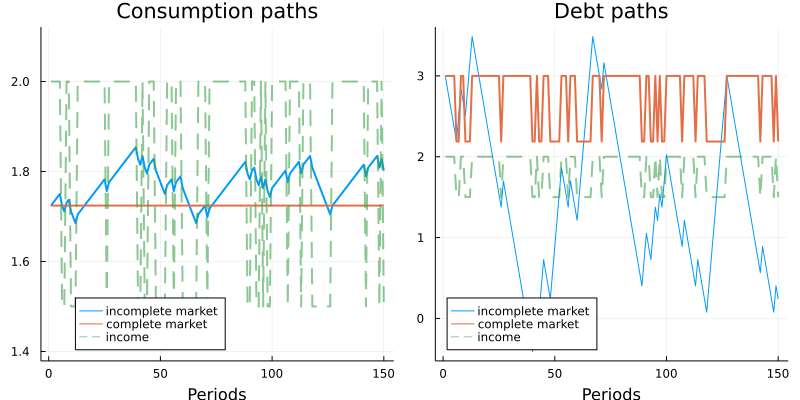 Consumption paths
2.0
1.8
1.6
1.4
incomplete market
complete market
income
0
50
100
150
Periods
Debt paths
3
2
1
0
incomplete market
complete market
income
0
50
100
150
Periods